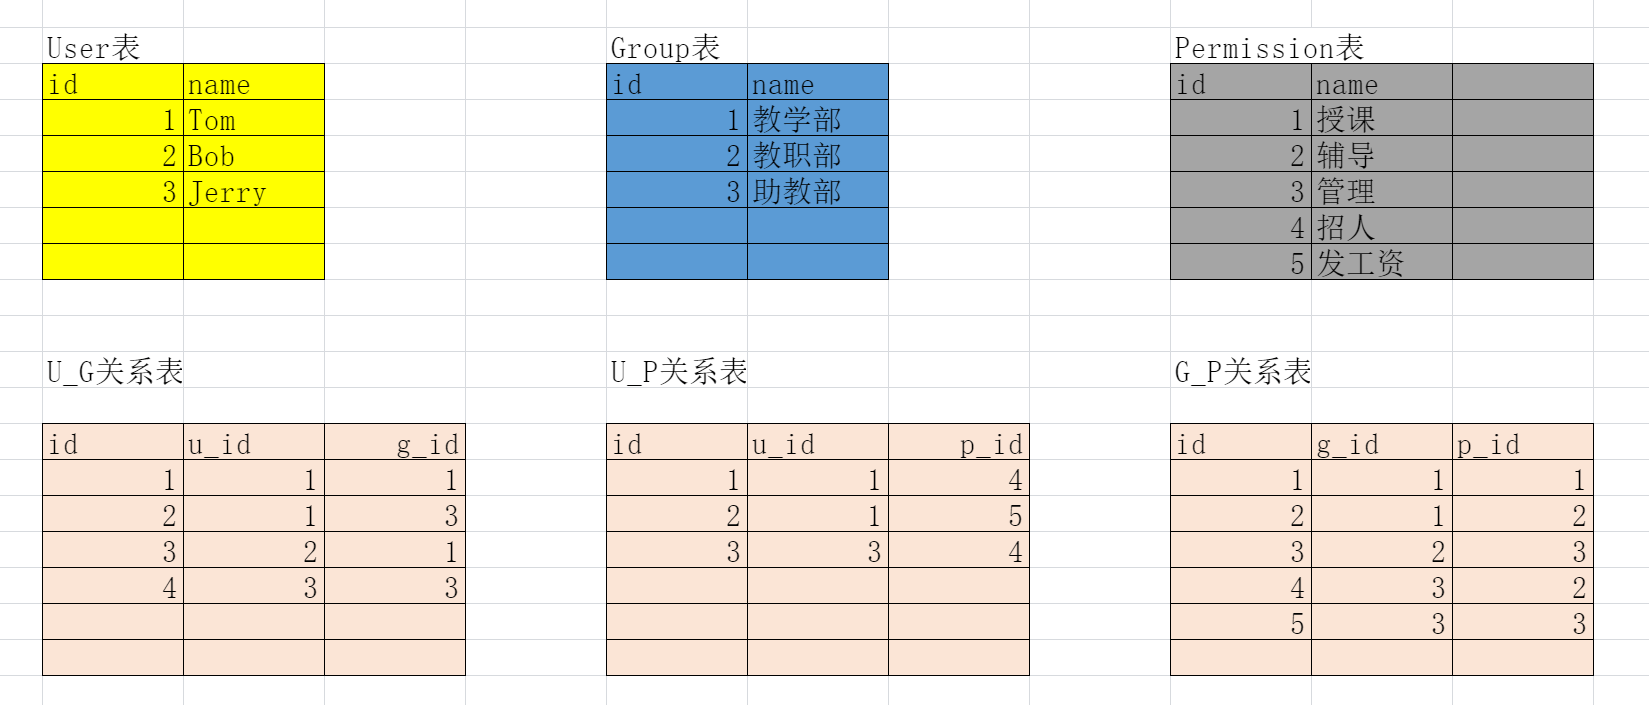 User表 Group表 Permission表
id name id name id name
1 Tom 1 教学部 1 授课
2 Bob 2 教职部 2 辅导
3 Jerry 3 助教部 3 管理
4 招人
5 发工资
U_G关系表 U_P关系表 G_P关系表
id u_id g_id id u_id p_id id g_id p_id
1 1 1 1 1 4 1 1 1
2 1 3 2 1 5 2 1 2
3 2 1 3 3 4 3 2 3
4 3 3 4 3 2
5 3 3